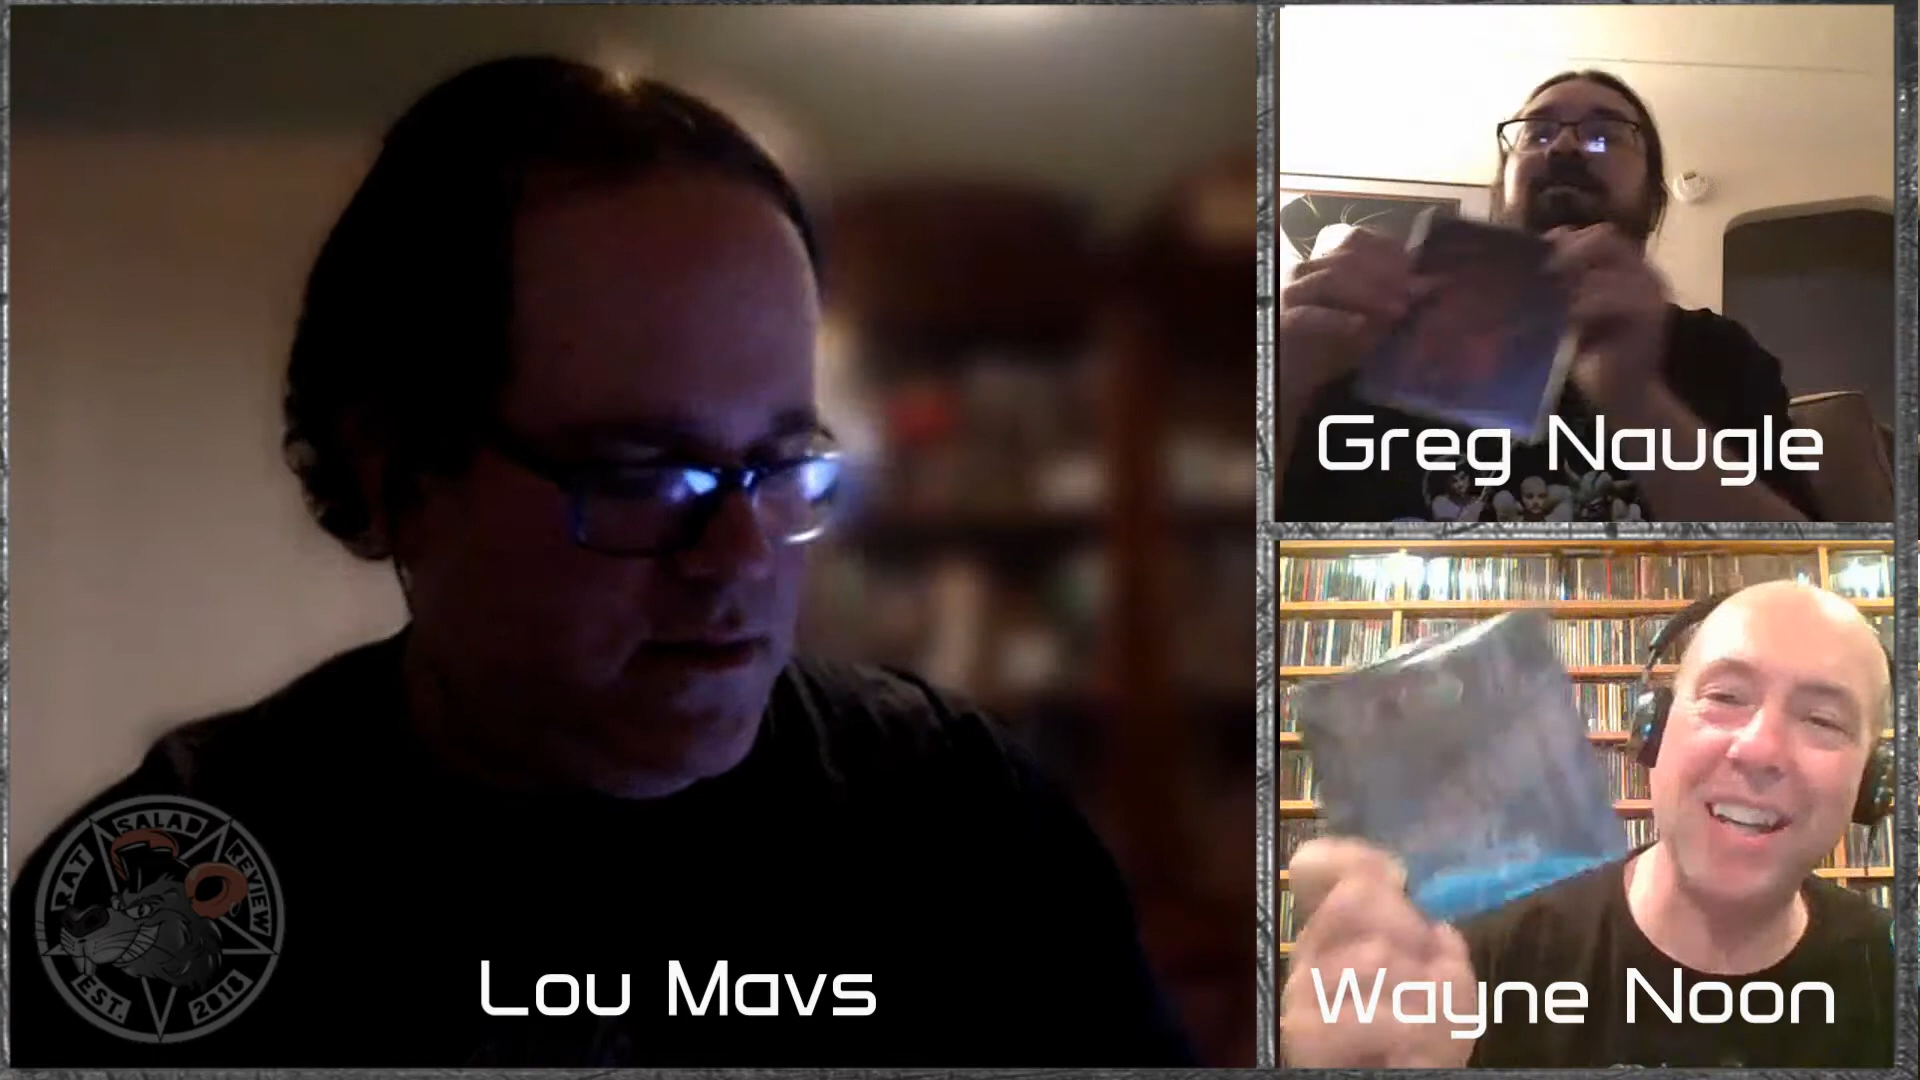 Greg Naugle
Lou Mavs
Wayne Noon
RAT SALAD REVIEW
EST. 2018